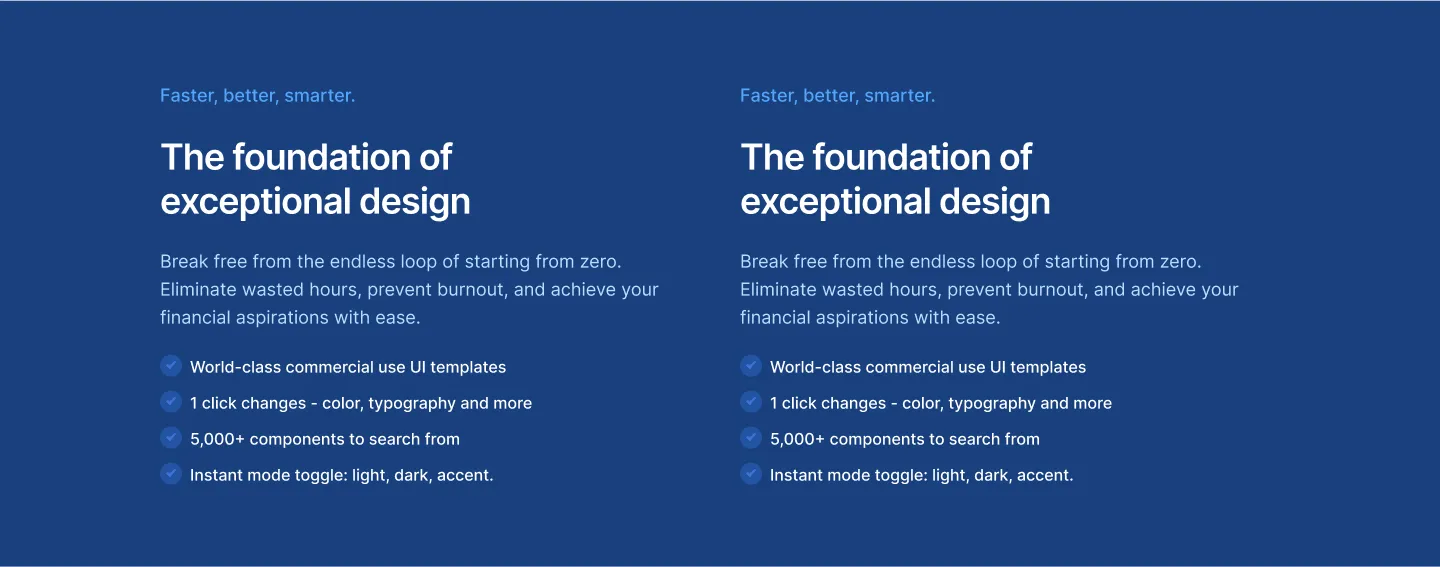 Faster, better, smarter.
The foundation of
exceptional design
Break free from the endless loop of starting from zero.
Eliminate wasted hours, prevent burnout, and achieve your
financial aspirations with ease.
World-class commercial use UI templates
1 click changes - color, typography and more
5,000+ components to search from
Instant mode toggle: light, dark, accent.
Faster, better, smarter.
The foundation of
exceptional design
Break free from the endless loop of starting from zero.
Eliminate wasted hours, prevent burnout, and achieve your
financial aspirations with ease.
World-class commercial use UI templates
1 click changes - color, typography and more
5,000+ components to search from
Instant mode toggle: light, dark, accent.